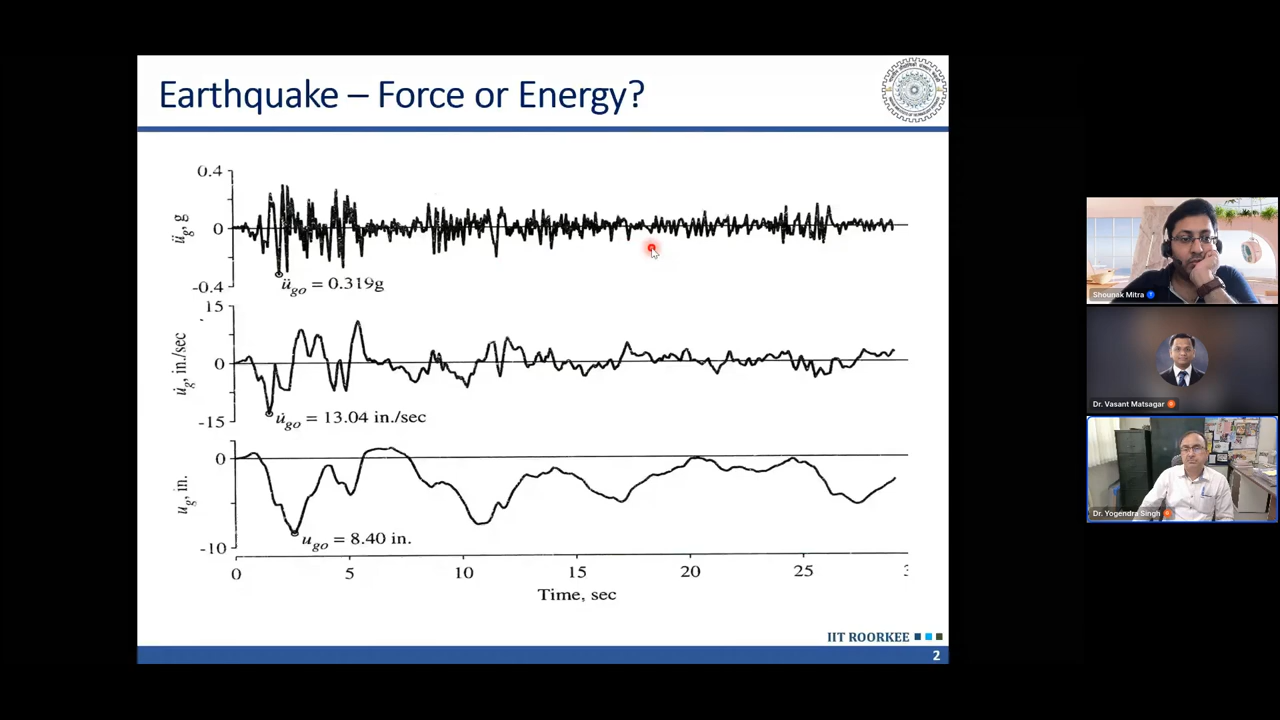 Earthquake – Force or Energy?
0.4
0
-0.4
ü_g, g
ü_go = 0.319g
15
0
-15
u̇_g, in./sec
u̇_go = 13.04 in./sec
0
-10
u_g, in.
u_go = 8.40 in.
0 5 10 15 20 25
Time, sec
IIT ROORKEE
2
Shounak Mitra
Dr. Vasant Matsagar
Dr. Yogendra Singh